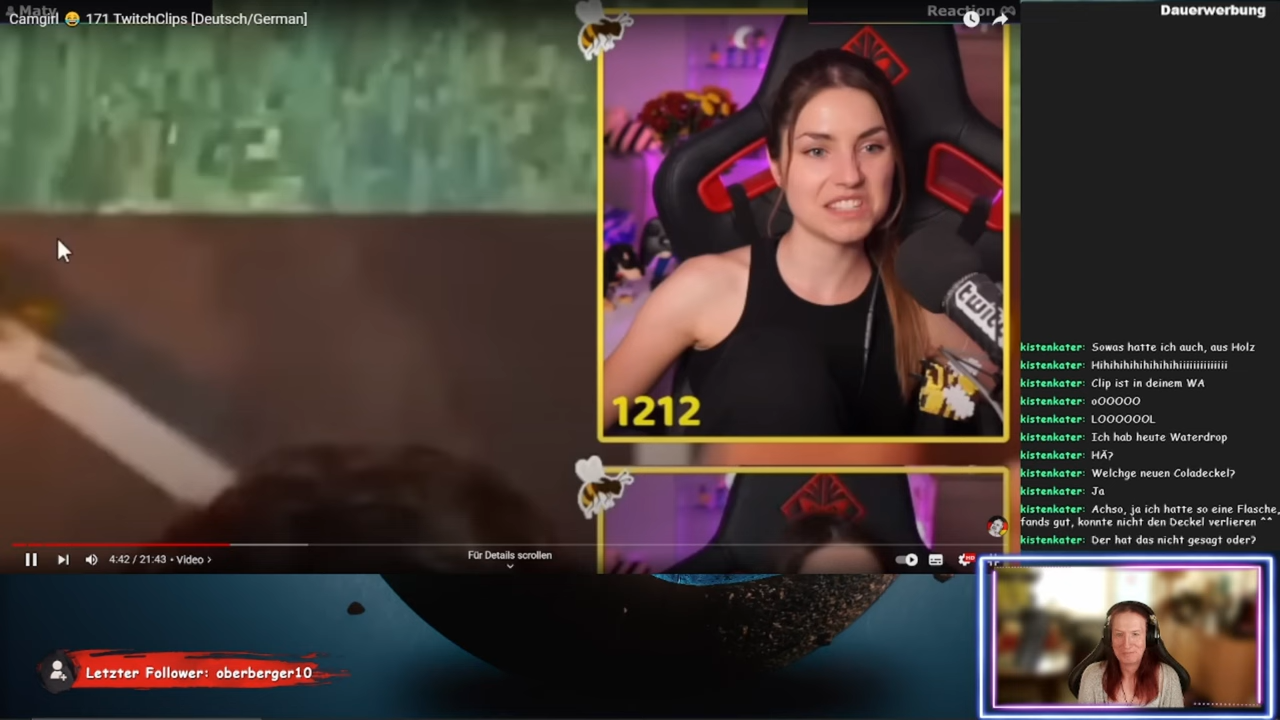 Maty
Camgirl 😂 171 TwitchClips [Deutsch/German]
Reaction
Dauerwerbung
1212
kistenkater: Sowas hatte ich auch, aus Holz
kistenkater: Hihihihihihihihiiiiiiiiiiiiii
kistenkater: Clip ist in deinem WA
kistenkater: oOOOOO
kistenkater: LOOOOOOL
kistenkater: Ich hab heute Waterdrop
kistenkater: HÄ?
kistenkater: Welchge neuen Coladeckel?
kistenkater: Ja
kistenkater: Achso, ja ich hatte so eine Flasche,
fands gut, konnte nicht den Deckel verlieren ^^
kistenkater: Der hat das nicht gesagt oder?
Für Details scrollen
4:42 / 21:43 • Video ›
HD
Letzter Follower: oberberger10